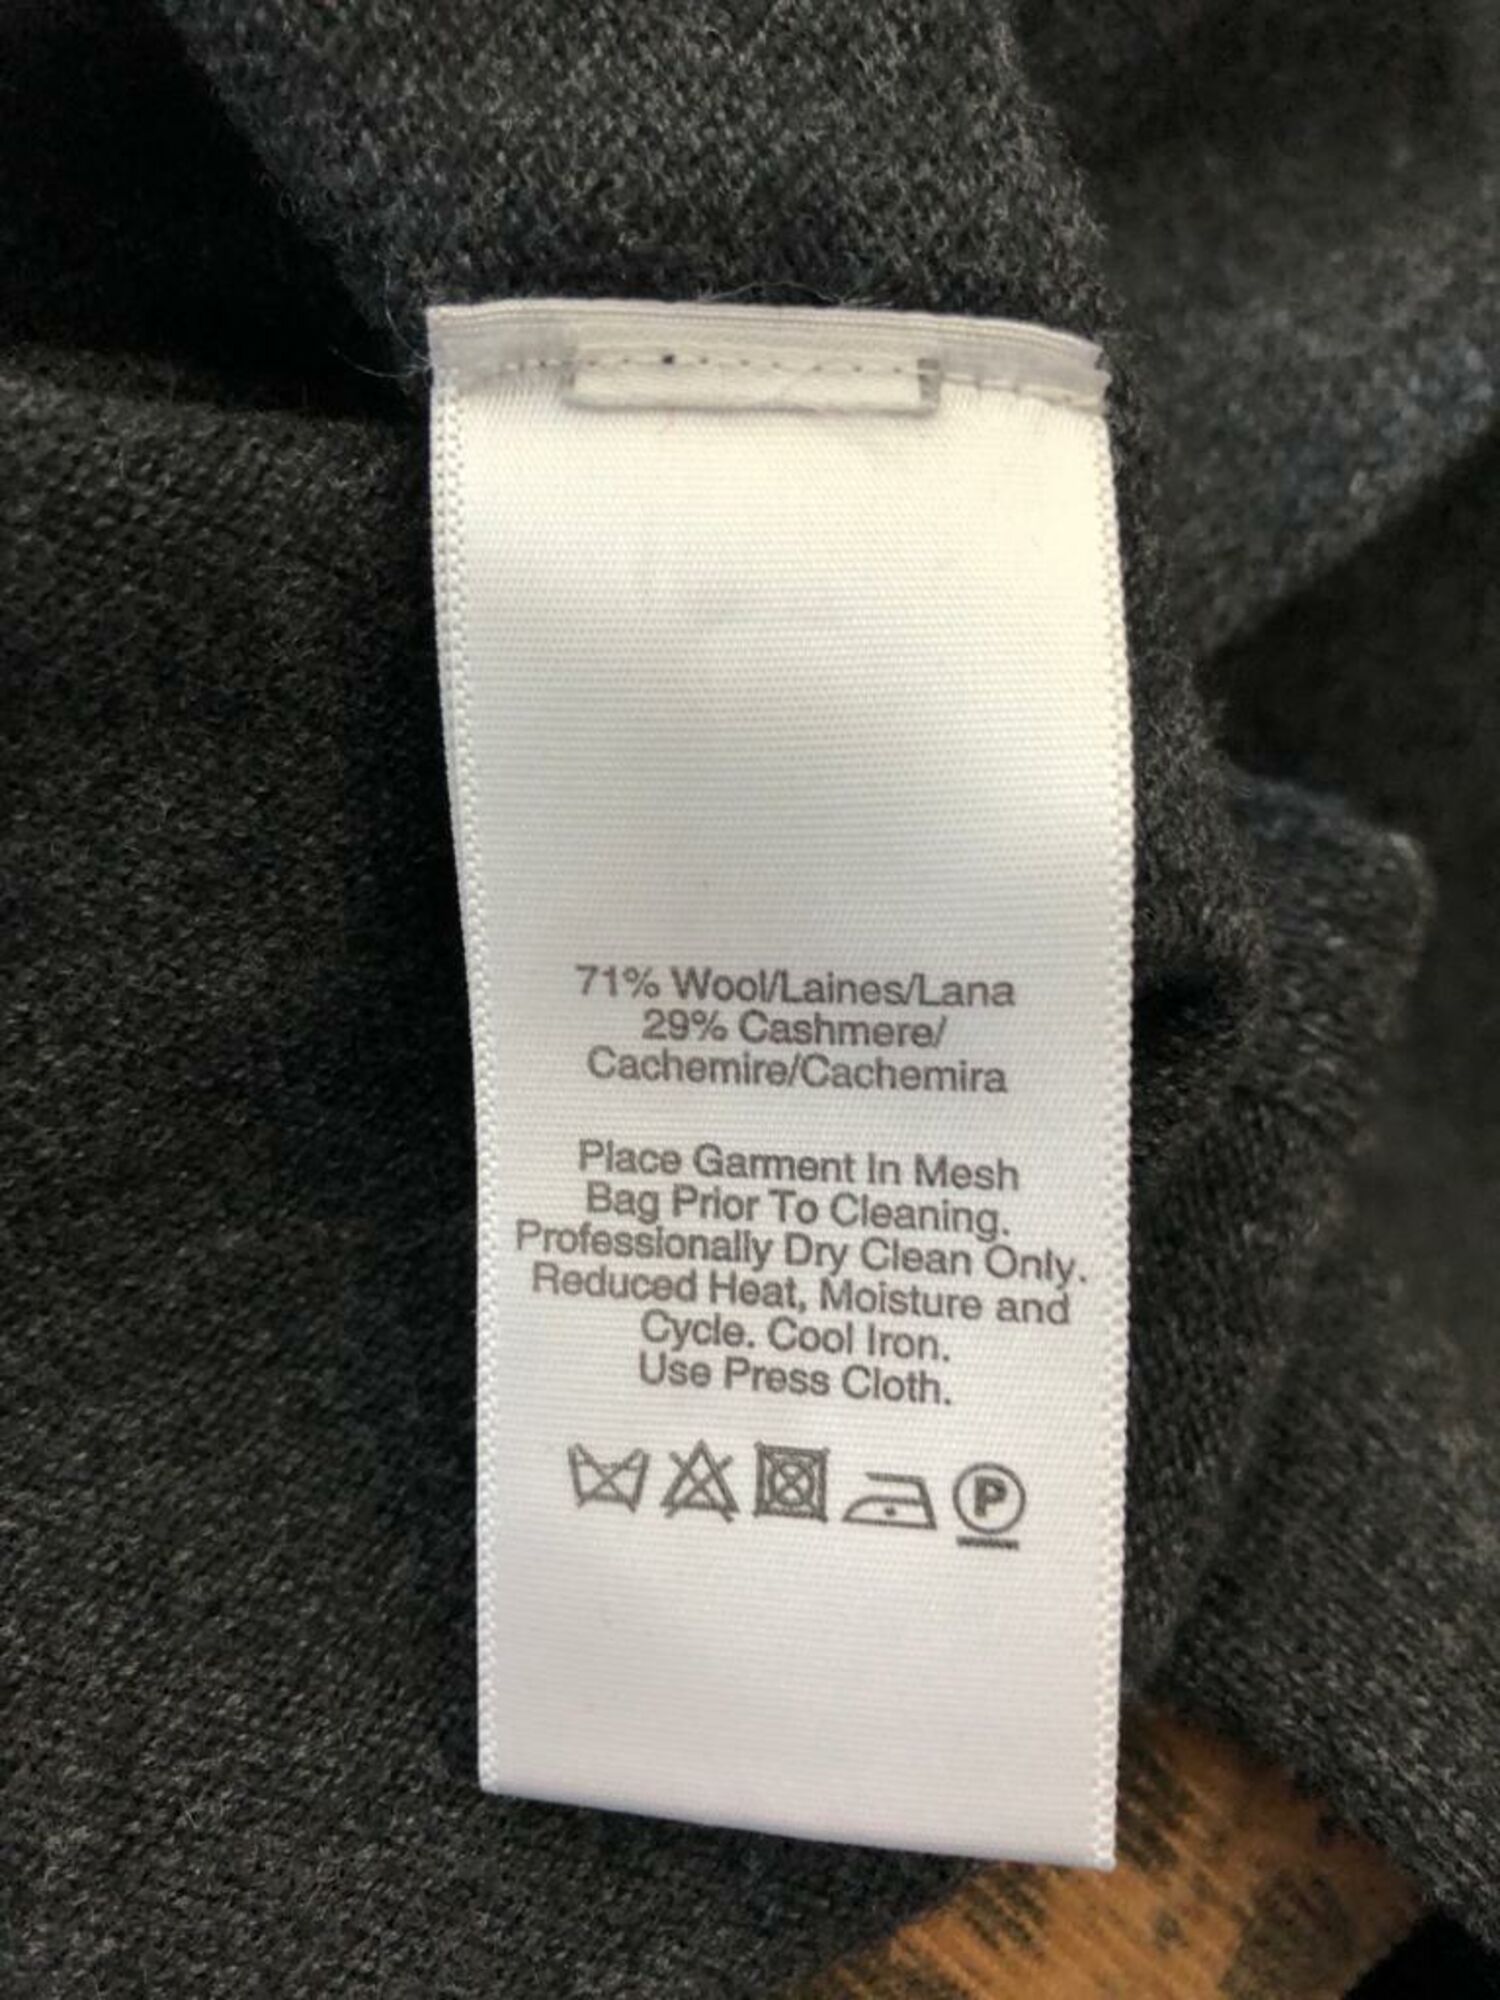 71% Wool/Laines/Lana
29% Cashmere/
Cachemire/Cachemira
Place Garment In Mesh
Bag Prior To Cleaning.
Professionally Dry Clean Only.
Reduced Heat, Moisture and
Cycle. Cool Iron.
Use Press Cloth.
P